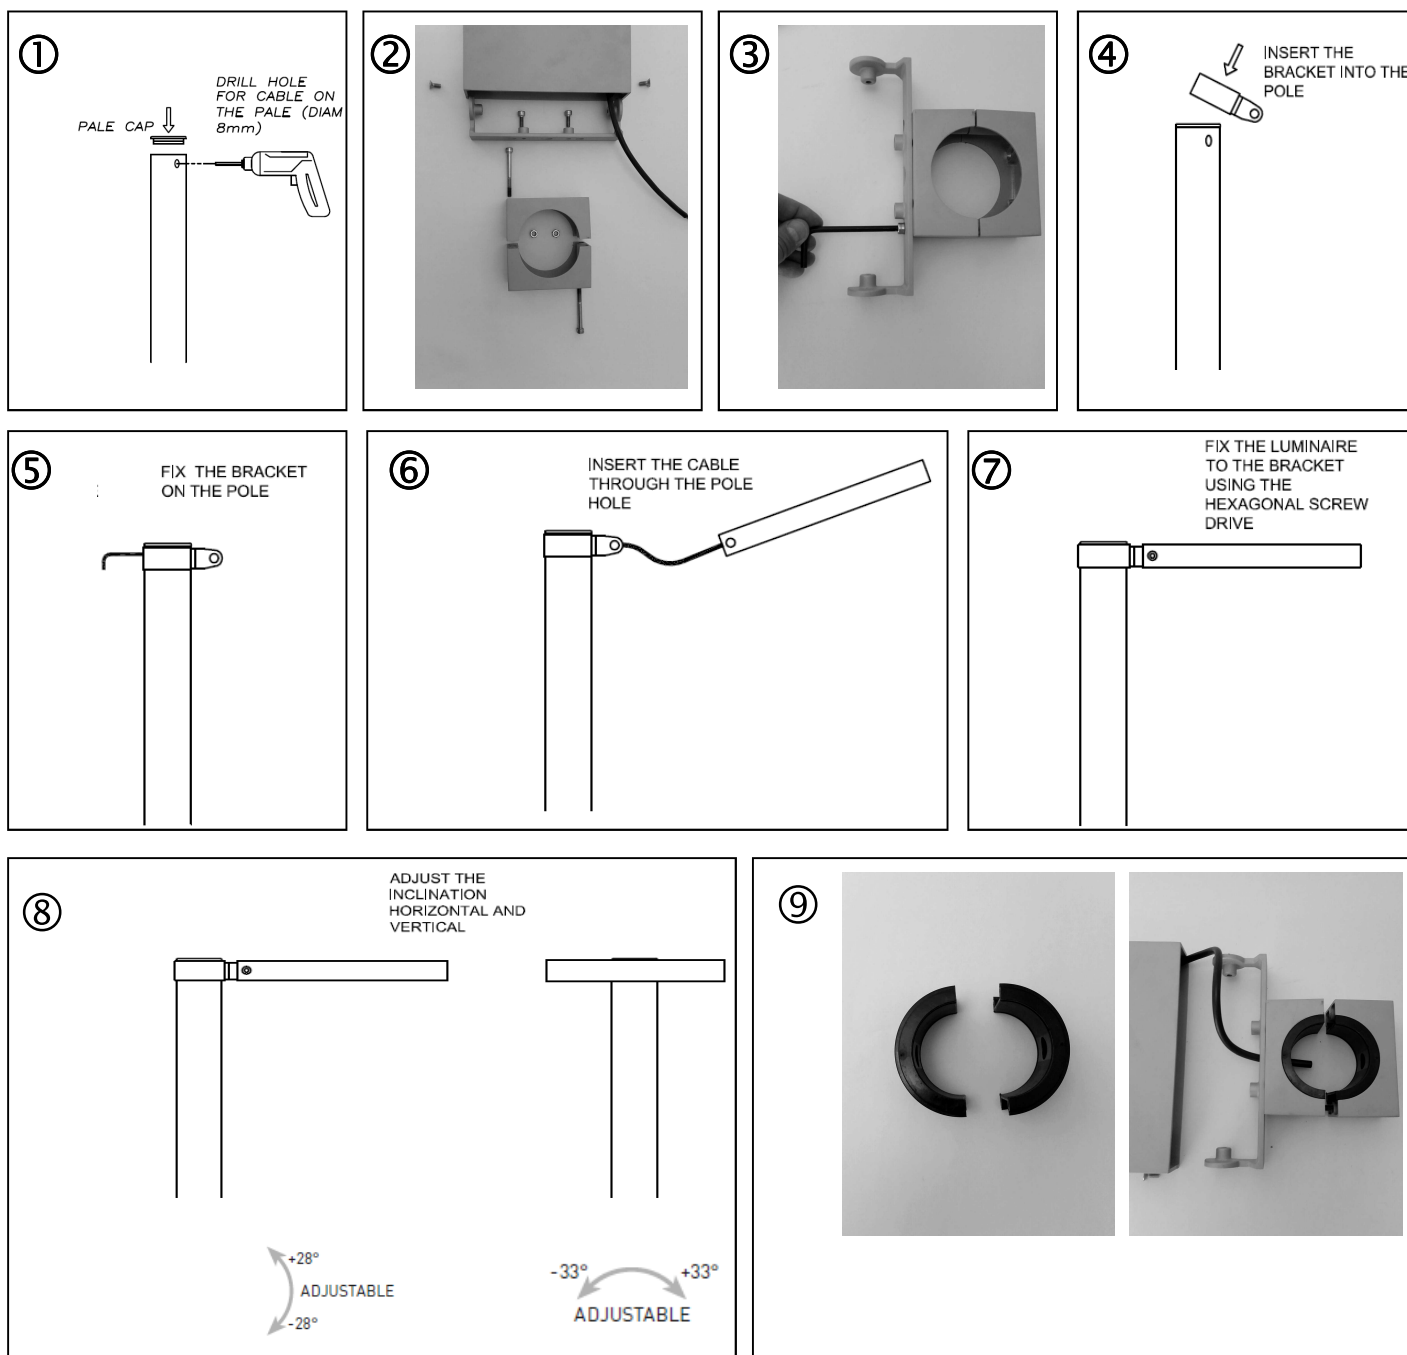 ①
DRILL HOLE
FOR CABLE ON
THE PALE (DIAM
8mm)
PALE CAP
②
③
④
INSERT THE
BRACKET INTO THE
POLE
⑤
FIX THE BRACKET
ON THE POLE
⑥
INSERT THE CABLE
THROUGH THE POLE
HOLE
⑦
FIX THE LUMINAIRE
TO THE BRACKET
USING THE
HEXAGONAL SCREW
DRIVE
⑧
ADJUST THE
INCLINATION
HORIZONTAL AND
VERTICAL
+28°
ADJUSTABLE
-28°
-33°
+33°
ADJUSTABLE
⑨